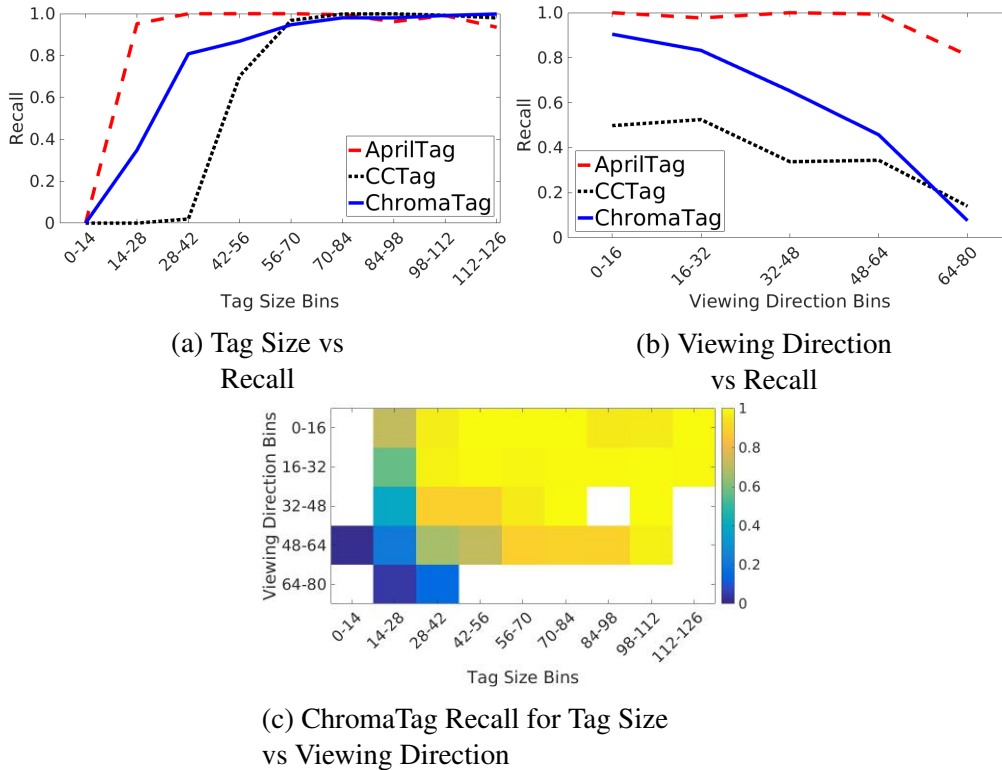 1.0
0.8
0.6
0.4
0.2
0
Recall
AprilTag
CCTag
ChromaTag
0-14
14-28
28-42
42-56
56-70
70-84
84-98
98-112
112-126
Tag Size Bins
(a) Tag Size vs
Recall
1.0
0.8
0.6
0.4
0.2
0
Recall
AprilTag
CCTag
ChromaTag
0-16
16-32
32-48
48-64
64-80
Viewing Direction Bins
(b) Viewing Direction
vs Recall
Viewing Direction Bins
0-16
16-32
32-48
48-64
64-80
1
0.8
0.6
0.4
0.2
0
0-14
14-28
28-42
42-56
56-70
70-84
84-98
98-112
112-126
Tag Size Bins
(c) ChromaTag Recall for Tag Size
vs Viewing Direction